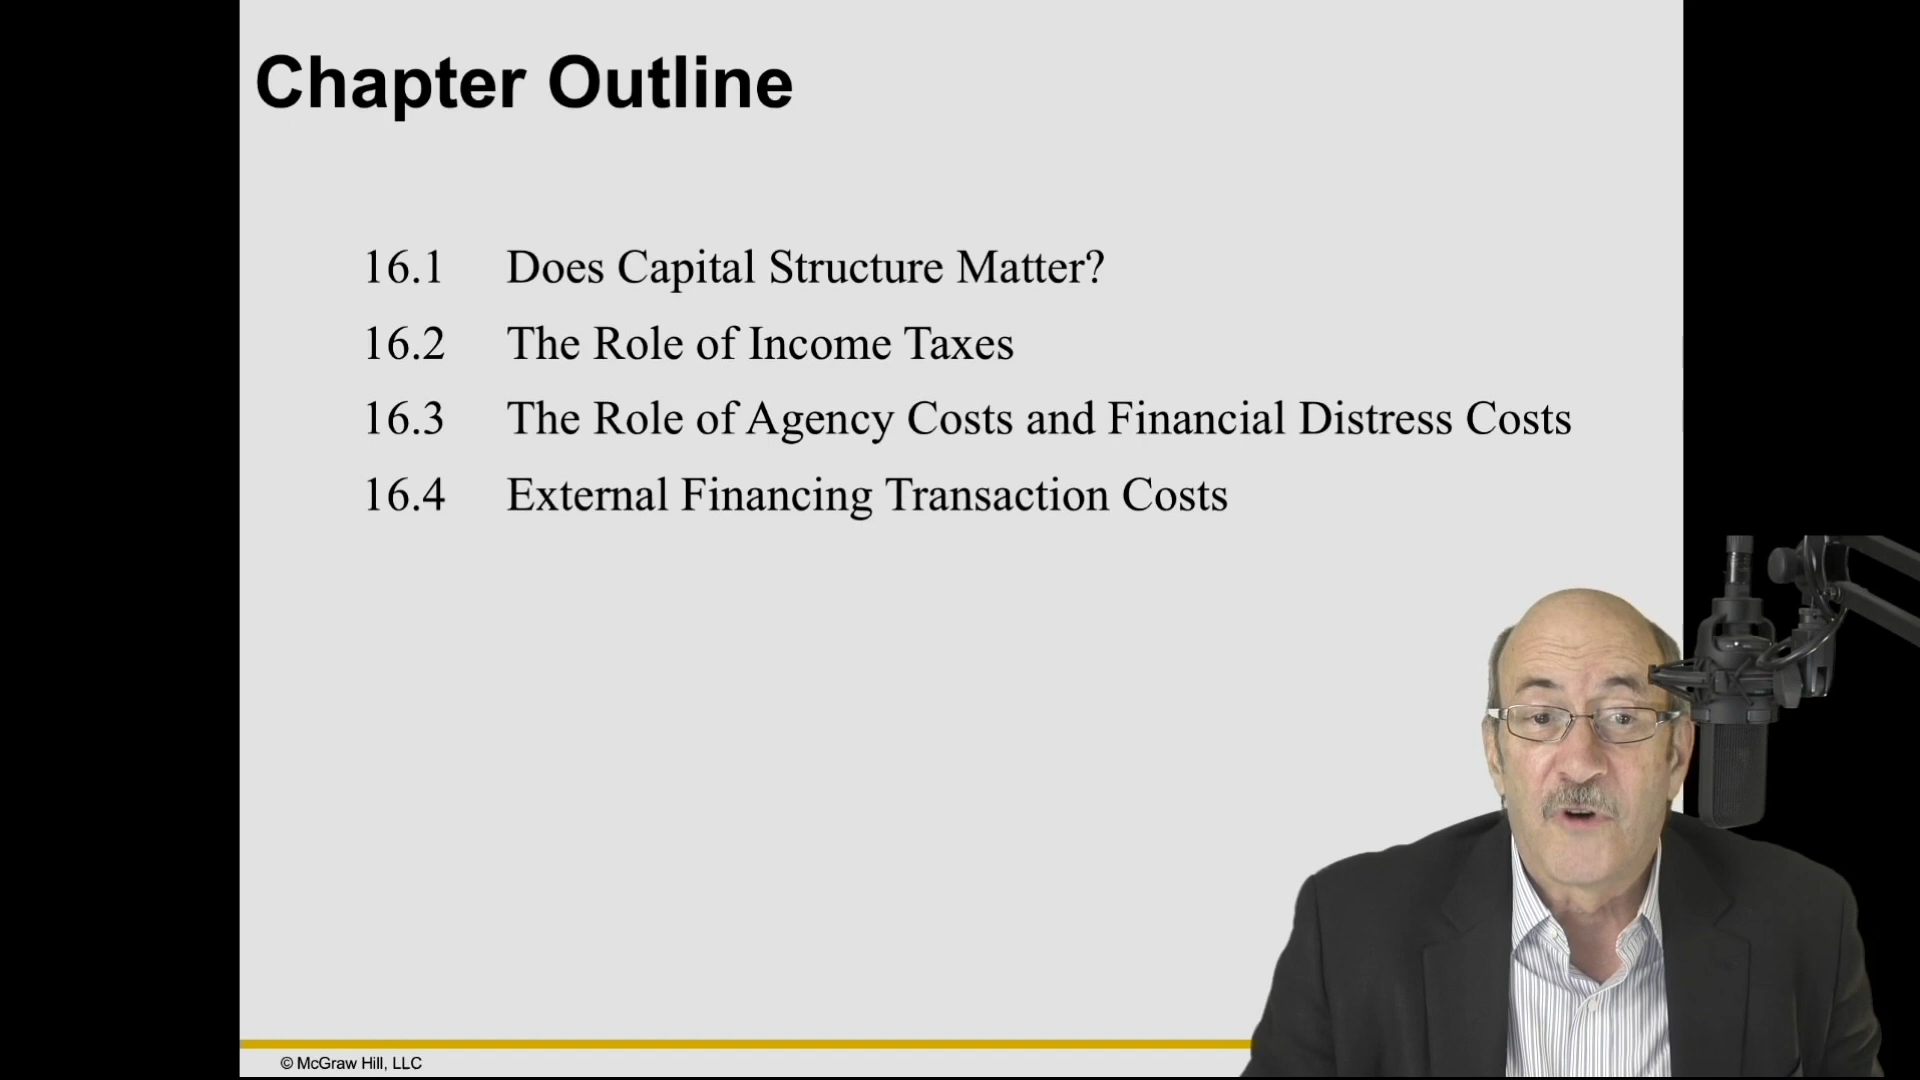 Chapter Outline
16.1 Does Capital Structure Matter?
16.2 The Role of Income Taxes
16.3 The Role of Agency Costs and Financial Distress Costs
16.4 External Financing Transaction Costs
© McGraw Hill, LLC